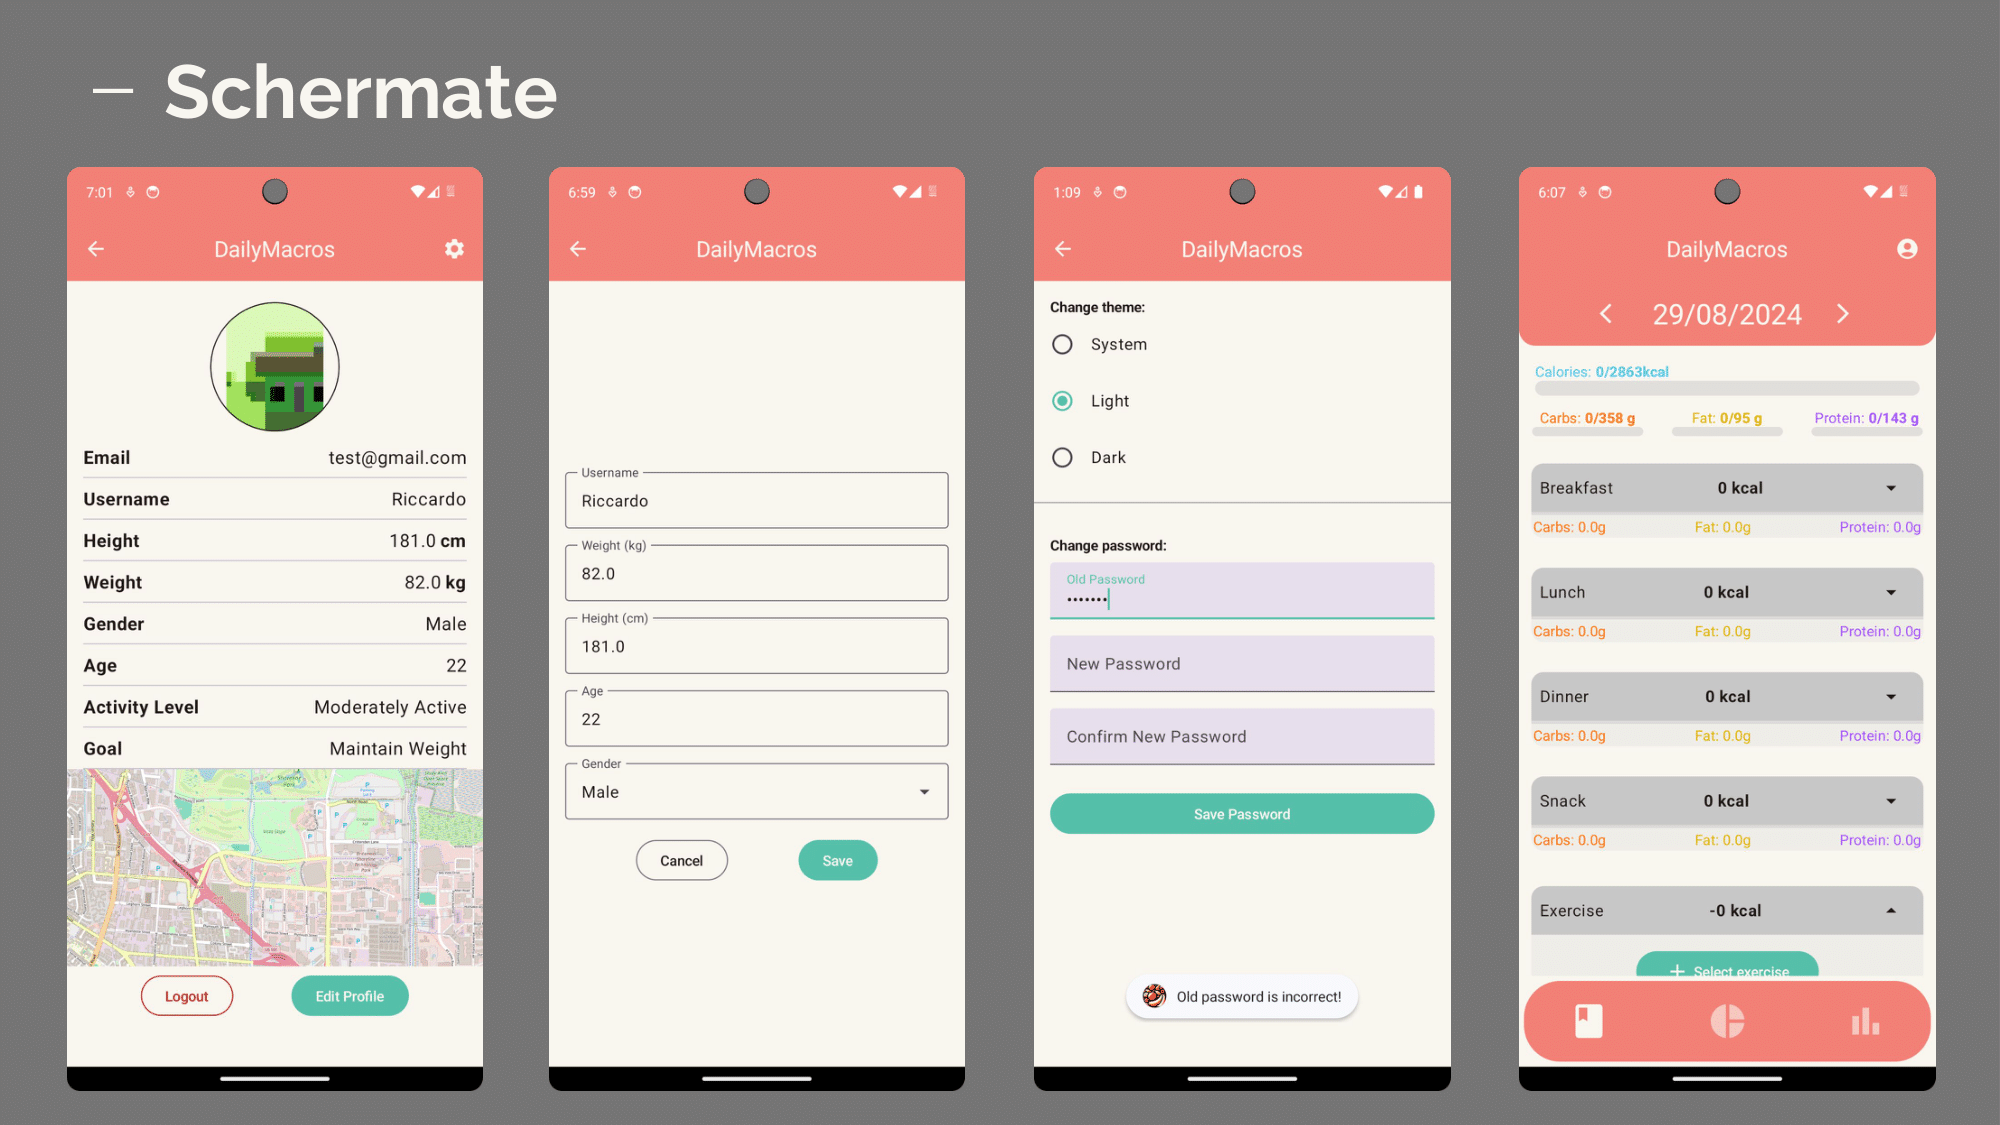 — Schermate
7:01
DailyMacros
Email test@gmail.com
Username Riccardo
Height 181.0 cm
Weight 82.0 kg
Gender Male
Age 22
Activity Level Moderately Active
Goal Maintain Weight
Logout Edit Profile
6:59
DailyMacros
Username
Riccardo
Weight (kg)
82.0
Height (cm)
181.0
Age
22
Gender
Male
Cancel Save
1:09
DailyMacros
Change theme:
System
Light
Dark
Change password:
Old Password
•••••••
New Password
Confirm New Password
Save Password
Old password is incorrect!
6:07
DailyMacros
29/08/2024
Calories: 0/2863kcal
Carbs: 0/358 g Fat: 0/95 g Protein: 0/143 g
Breakfast 0 kcal
Carbs: 0.0g Fat: 0.0g Protein: 0.0g
Lunch 0 kcal
Carbs: 0.0g Fat: 0.0g Protein: 0.0g
Dinner 0 kcal
Carbs: 0.0g Fat: 0.0g Protein: 0.0g
Snack 0 kcal
Carbs: 0.0g Fat: 0.0g Protein: 0.0g
Exercise -0 kcal
+ Select exercise